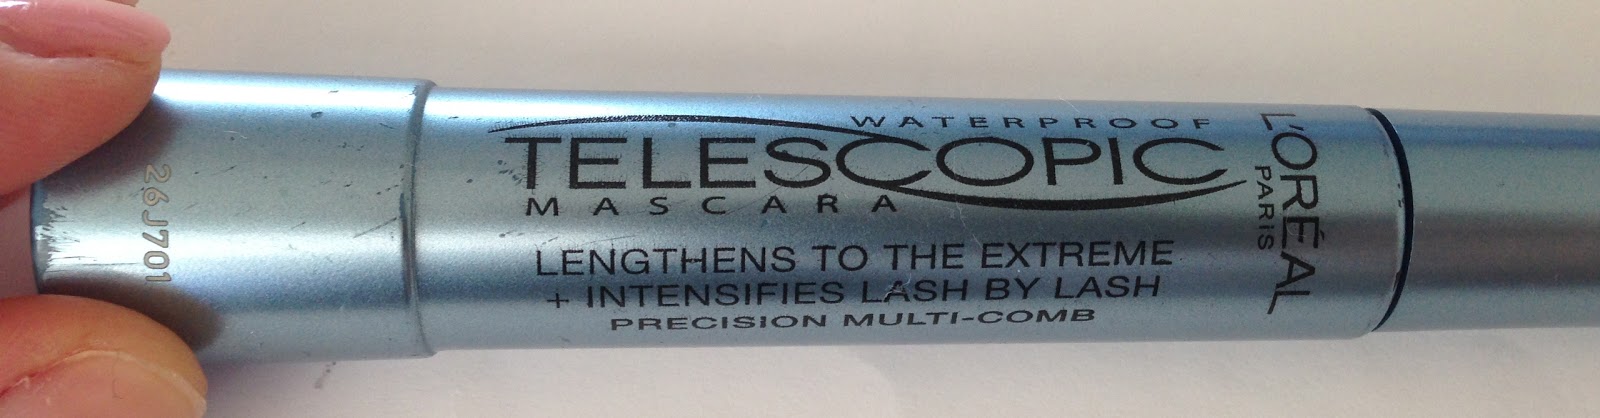 26J701
WATERPROOF
TELESCOPIC
MASCARA
LENGTHENS TO THE EXTREME
+ INTENSIFIES LASH BY LASH
PRECISION MULTI-COMB
L'ORÉAL
PARIS